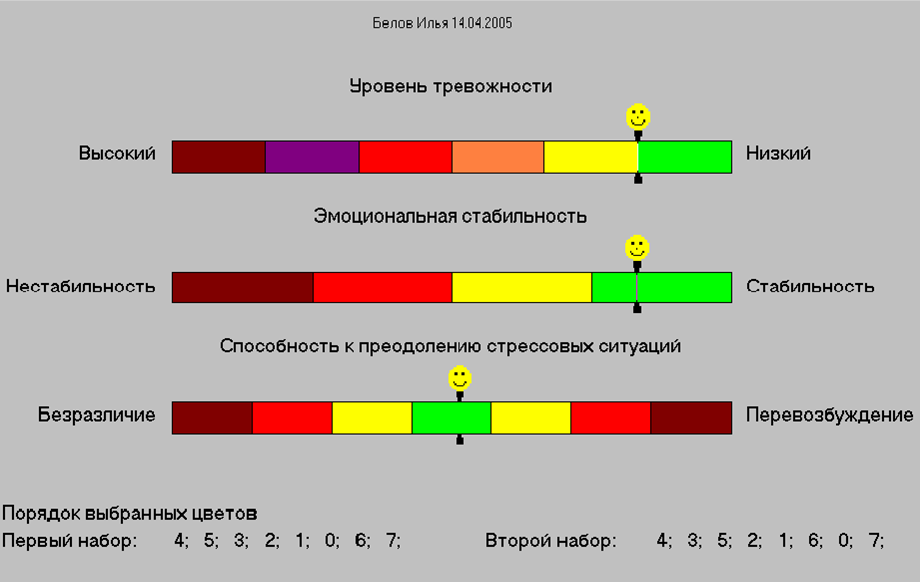 Белов Илья 14.04.2005
Уровень тревожности
Высокий Низкий
Эмоциональная стабильность
Нестабильность Стабильность
Способность к преодолению стрессовых ситуаций
Безразличие Перевозбуждение
Порядок выбранных цветов
Первый набор: 4; 5; 3; 2; 1; 0; 6; 7; Второй набор: 4; 3; 5; 2; 1; 6; 0; 7;